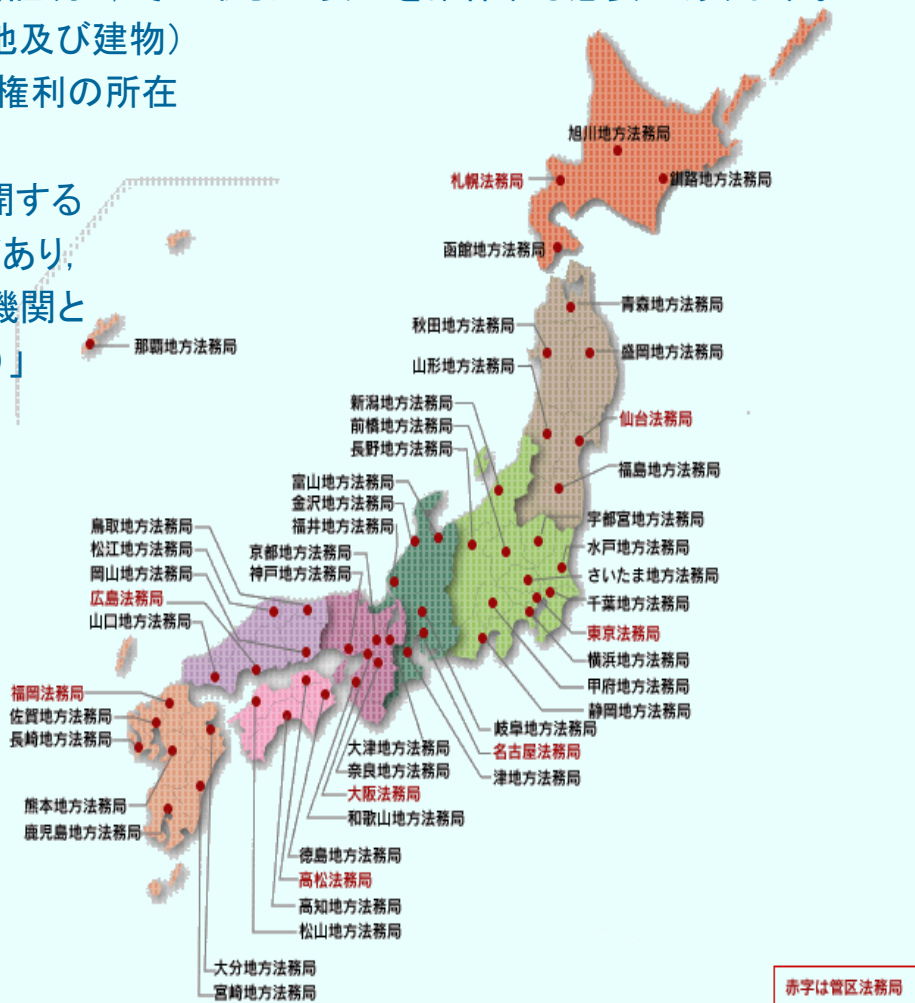 地及び建物）
権利の所在
開する
があり,
機関と
」
旭川地方法務局
札幌法務局
釧路地方法務局
函館地方法務局
青森地方法務局
秋田地方法務局
盛岡地方法務局
山形地方法務局
仙台法務局
福島地方法務局
新潟地方法務局
前橋地方法務局
長野地方法務局
富山地方法務局
金沢地方法務局
福井地方法務局
京都地方法務局
神戸地方法務局
鳥取地方法務局
松江地方法務局
岡山地方法務局
広島法務局
山口地方法務局
那覇地方法務局
宇都宮地方法務局
水戸地方法務局
さいたま地方法務局
千葉地方法務局
東京法務局
横浜地方法務局
甲府地方法務局
静岡地方法務局
岐阜地方法務局
名古屋法務局
津地方法務局
福岡法務局
佐賀地方法務局
長崎地方法務局
熊本地方法務局
鹿児島地方法務局
大津地方法務局
奈良地方法務局
大阪法務局
和歌山地方法務局
徳島地方法務局
高松法務局
高知地方法務局
松山地方法務局
大分地方法務局
宮崎地方法務局
赤字は管区法務局